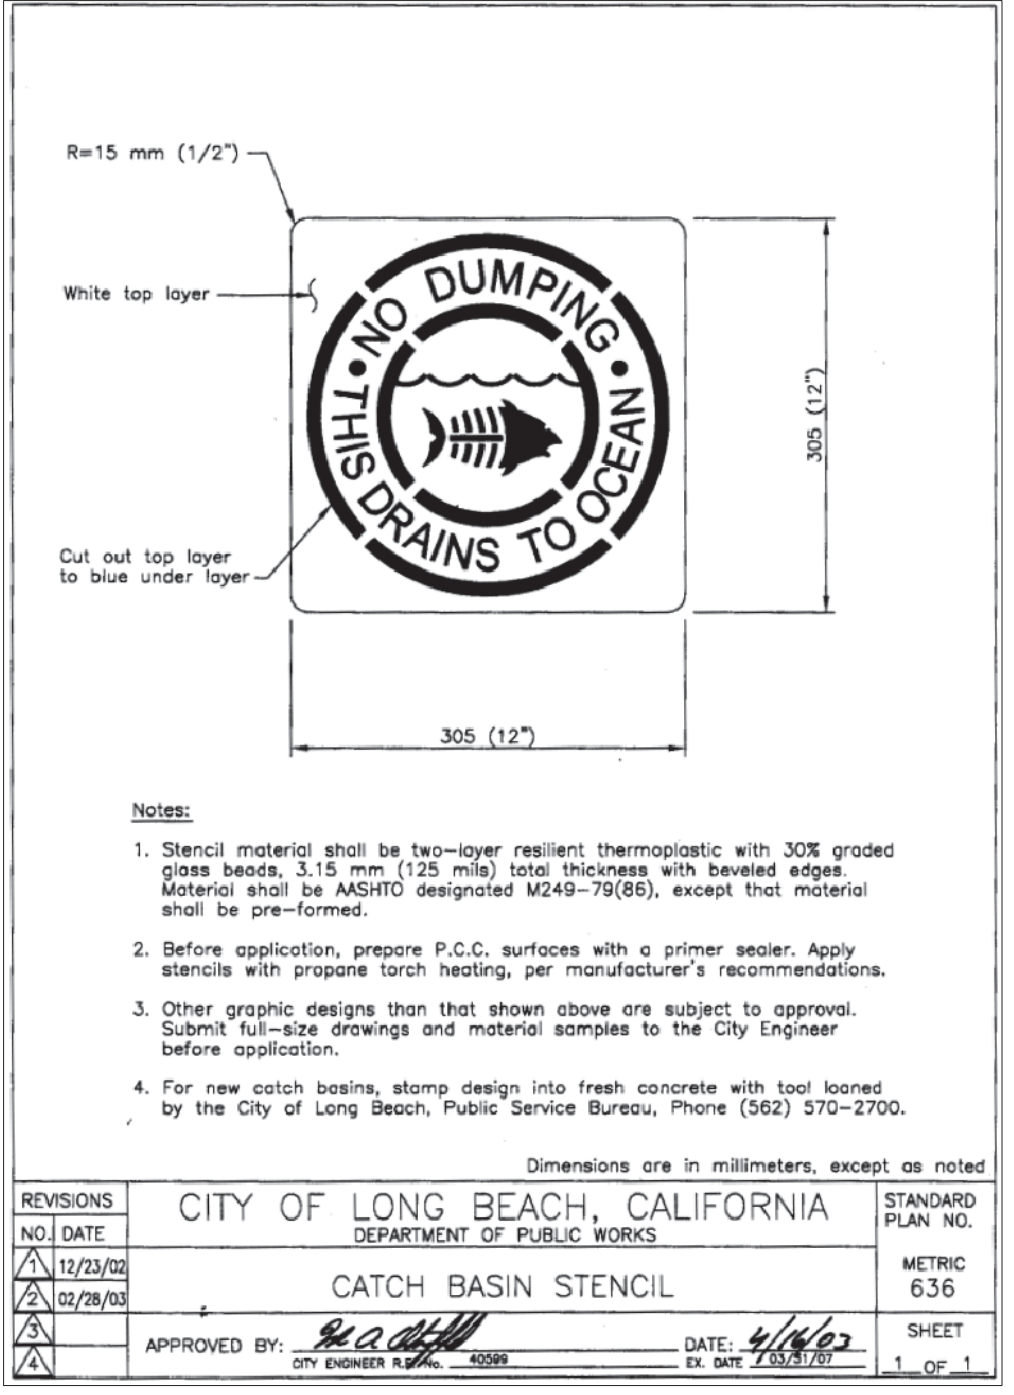 R=15 mm (1/2")
White top layer
NO DUMPING
• THIS DRAINS TO OCEAN •
305 (12")
Cut out top layer
to blue under layer
305 (12")
Notes:
1. Stencil material shall be two-layer resilient thermoplastic with 30% graded
glass beads, 3.15 mm (125 mils) total thickness with beveled edges.
Material shall be AASHTO designated M249-79(86), except that material
shall be pre-formed.
2. Before application, prepare P.C.C. surfaces with a primer sealer. Apply
stencils with propane torch heating, per manufacturer's recommendations.
3. Other graphic designs than that shown above are subject to approval.
Submit full-size drawings and material samples to the City Engineer
before application.
4. For new catch basins, stamp design into fresh concrete with tool loaned
by the City of Long Beach, Public Service Bureau, Phone (562) 570-2700.
Dimensions are in millimeters, except as noted
REVISIONS
NO. DATE
1 12/23/02
2 02/28/03
3
4
CITY OF LONG BEACH, CALIFORNIA
DEPARTMENT OF PUBLIC WORKS
CATCH BASIN STENCIL
APPROVED BY:
CITY ENGINEER R.E. No. 40599
DATE: 4/16/03
EX. DATE 03/31/07
STANDARD
PLAN NO.
METRIC
636
SHEET
1 OF 1